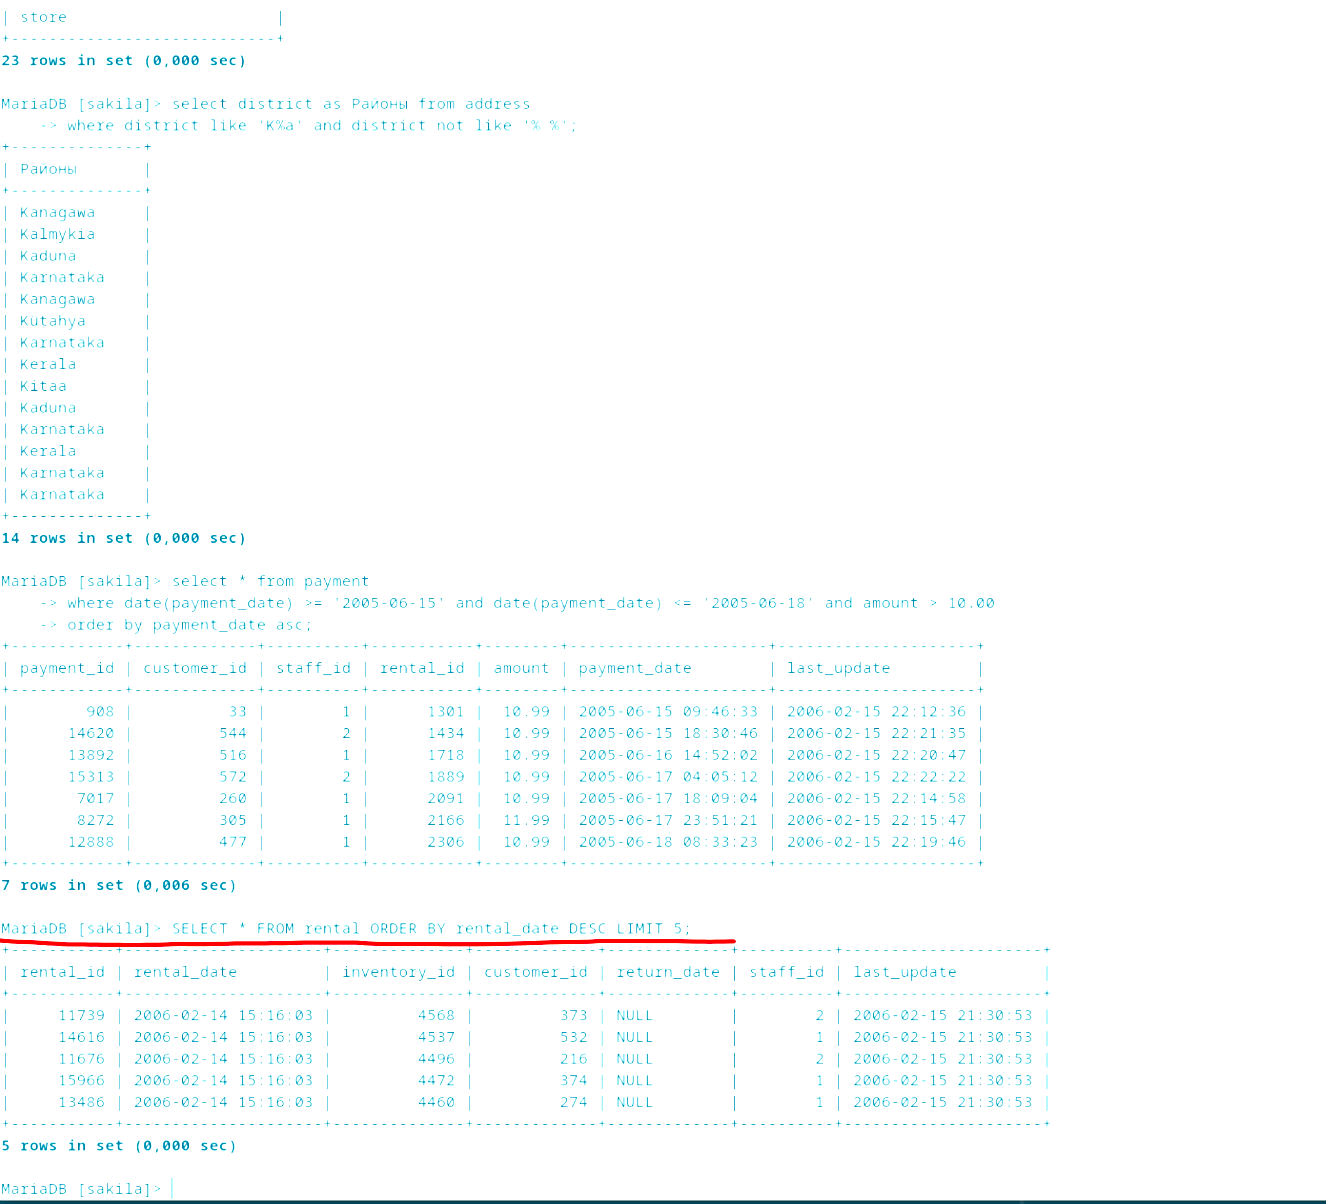 | store                      |
+----------------------------+
23 rows in set (0,000 sec)
MariaDB [sakila]> select district as Районы from address
    -> where district like 'K%a' and district not like '% %';
+--------------+
| Районы       |
+--------------+
| Kanagawa     |
| Kalmykia     |
| Kaduna       |
| Karnataka    |
| Kanagawa     |
| Kütahya      |
| Karnataka    |
| Kerala       |
| Kitaa        |
| Kaduna       |
| Karnataka    |
| Kerala       |
| Karnataka    |
| Karnataka    |
+--------------+
14 rows in set (0,000 sec)
MariaDB [sakila]> select * from payment
    -> where date(payment_date) >= '2005-06-15' and date(payment_date) <= '2005-06-18' and amount > 10.00
    -> order by payment_date asc;
+------------+-------------+----------+-----------+--------+---------------------+---------------------+
| payment_id | customer_id | staff_id | rental_id | amount | payment_date        | last_update         |
+------------+-------------+----------+-----------+--------+---------------------+---------------------+
|        908 |          33 |        1 |      1301 |  10.99 | 2005-06-15 09:46:33 | 2006-02-15 22:12:36 |
|      14620 |         544 |        2 |      1434 |  10.99 | 2005-06-15 18:30:46 | 2006-02-15 22:21:35 |
|      13892 |         516 |        1 |      1718 |  10.99 | 2005-06-16 14:52:02 | 2006-02-15 22:20:47 |
|      15313 |         572 |        2 |      1889 |  10.99 | 2005-06-17 04:05:12 | 2006-02-15 22:22:22 |
|       7017 |         260 |        1 |      2091 |  10.99 | 2005-06-17 18:09:04 | 2006-02-15 22:14:58 |
|       8272 |         305 |        1 |      2166 |  11.99 | 2005-06-17 23:51:21 | 2006-02-15 22:15:47 |
|      12888 |         477 |        1 |      2306 |  10.99 | 2005-06-18 08:33:23 | 2006-02-15 22:19:46 |
+------------+-------------+----------+-----------+--------+---------------------+---------------------+
7 rows in set (0,006 sec)
MariaDB [sakila]> SELECT * FROM rental ORDER BY rental_date DESC LIMIT 5;
+-----------+---------------------+--------------+-------------+-------------+----------+---------------------+
| rental_id | rental_date         | inventory_id | customer_id | return_date | staff_id | last_update         |
+-----------+---------------------+--------------+-------------+-------------+----------+---------------------+
|     11739 | 2006-02-14 15:16:03 |         4568 |         373 | NULL        |        2 | 2006-02-15 21:30:53 |
|     14616 | 2006-02-14 15:16:03 |         4537 |         532 | NULL        |        1 | 2006-02-15 21:30:53 |
|     11676 | 2006-02-14 15:16:03 |         4496 |         216 | NULL        |        2 | 2006-02-15 21:30:53 |
|     15966 | 2006-02-14 15:16:03 |         4472 |         374 | NULL        |        1 | 2006-02-15 21:30:53 |
|     13486 | 2006-02-14 15:16:03 |         4460 |         274 | NULL        |        1 | 2006-02-15 21:30:53 |
+-----------+---------------------+--------------+-------------+-------------+----------+---------------------+
5 rows in set (0,000 sec)
MariaDB [sakila]>